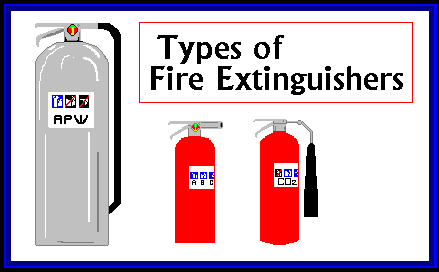 Types of
Fire Extinguishers
APW
A B C
CO2